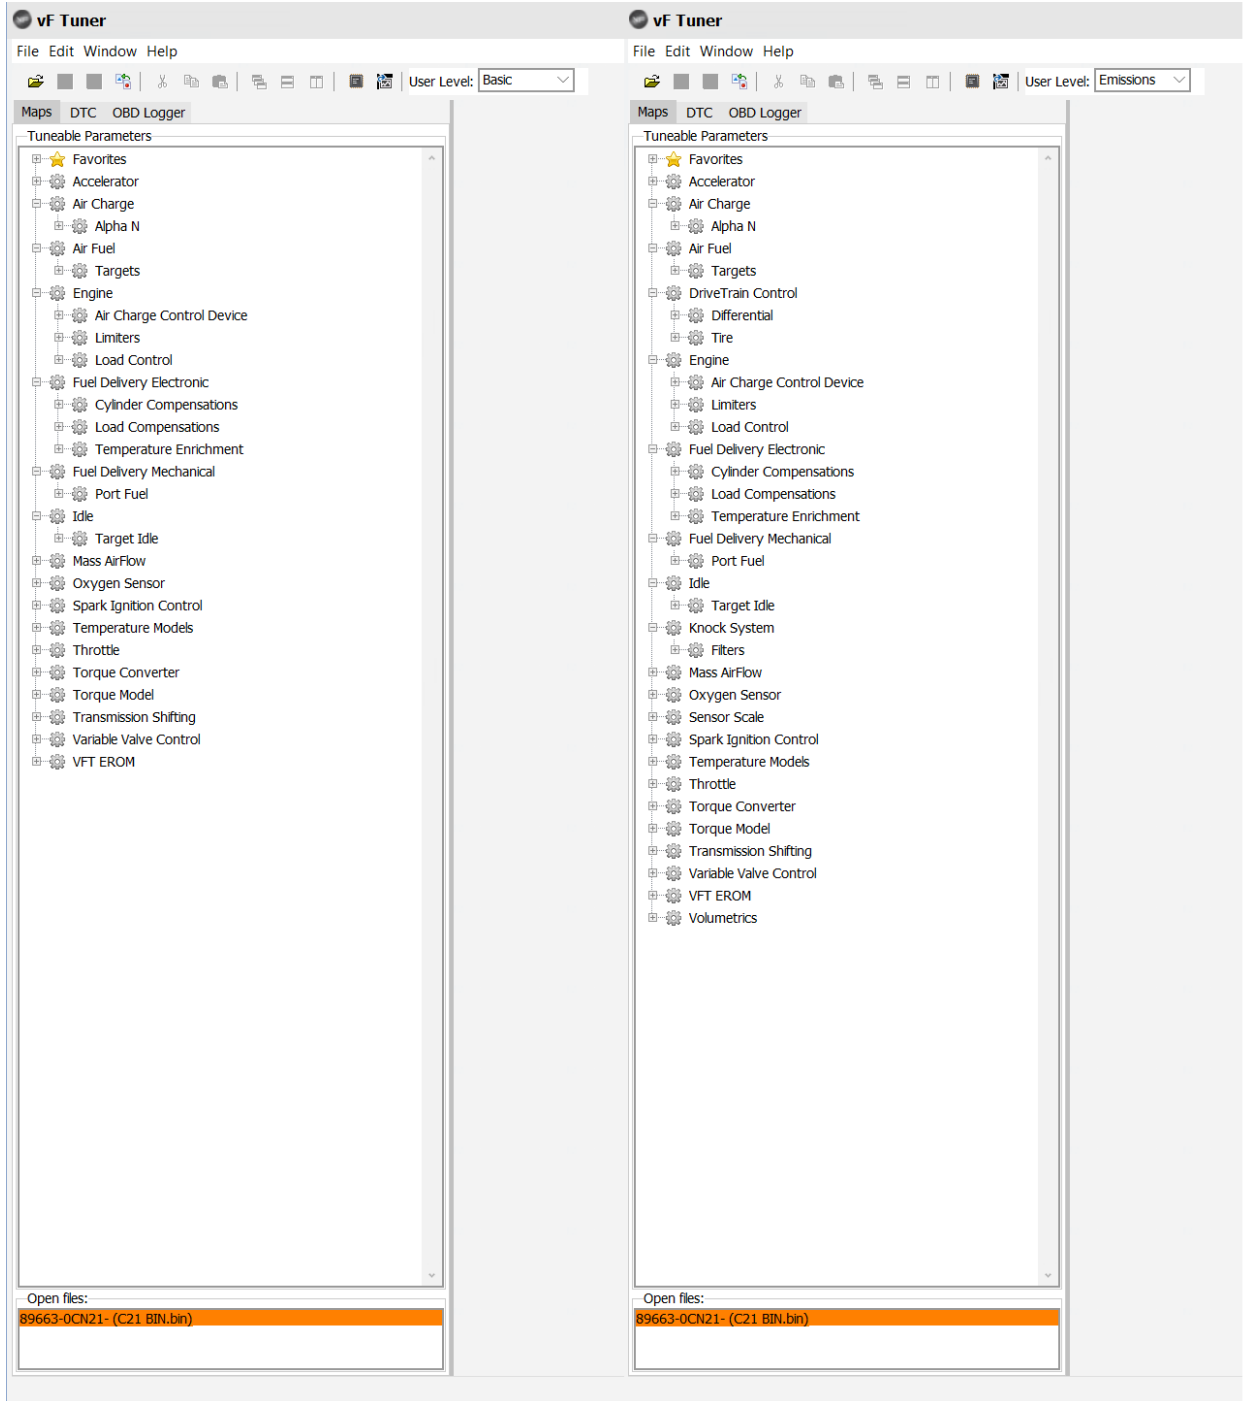 vF Tuner
File Edit Window Help
User Level: Basic
Maps DTC OBD Logger
Tuneable Parameters
Favorites
Accelerator
Air Charge
Alpha N
Air Fuel
Targets
Engine
Air Charge Control Device
Limiters
Load Control
Fuel Delivery Electronic
Cylinder Compensations
Load Compensations
Temperature Enrichment
Fuel Delivery Mechanical
Port Fuel
Idle
Target Idle
Mass AirFlow
Oxygen Sensor
Spark Ignition Control
Temperature Models
Throttle
Torque Converter
Torque Model
Transmission Shifting
Variable Valve Control
VFT EROM
Open files:
89663-0CN21- (C21 BIN.bin)
vF Tuner
File Edit Window Help
User Level: Emissions
Maps DTC OBD Logger
Tuneable Parameters
Favorites
Accelerator
Air Charge
Alpha N
Air Fuel
Targets
DriveTrain Control
Differential
Tire
Engine
Air Charge Control Device
Limiters
Load Control
Fuel Delivery Electronic
Cylinder Compensations
Load Compensations
Temperature Enrichment
Fuel Delivery Mechanical
Port Fuel
Idle
Target Idle
Knock System
Filters
Mass AirFlow
Oxygen Sensor
Sensor Scale
Spark Ignition Control
Temperature Models
Throttle
Torque Converter
Torque Model
Transmission Shifting
Variable Valve Control
VFT EROM
Volumetrics
Open files:
89663-0CN21- (C21 BIN.bin)